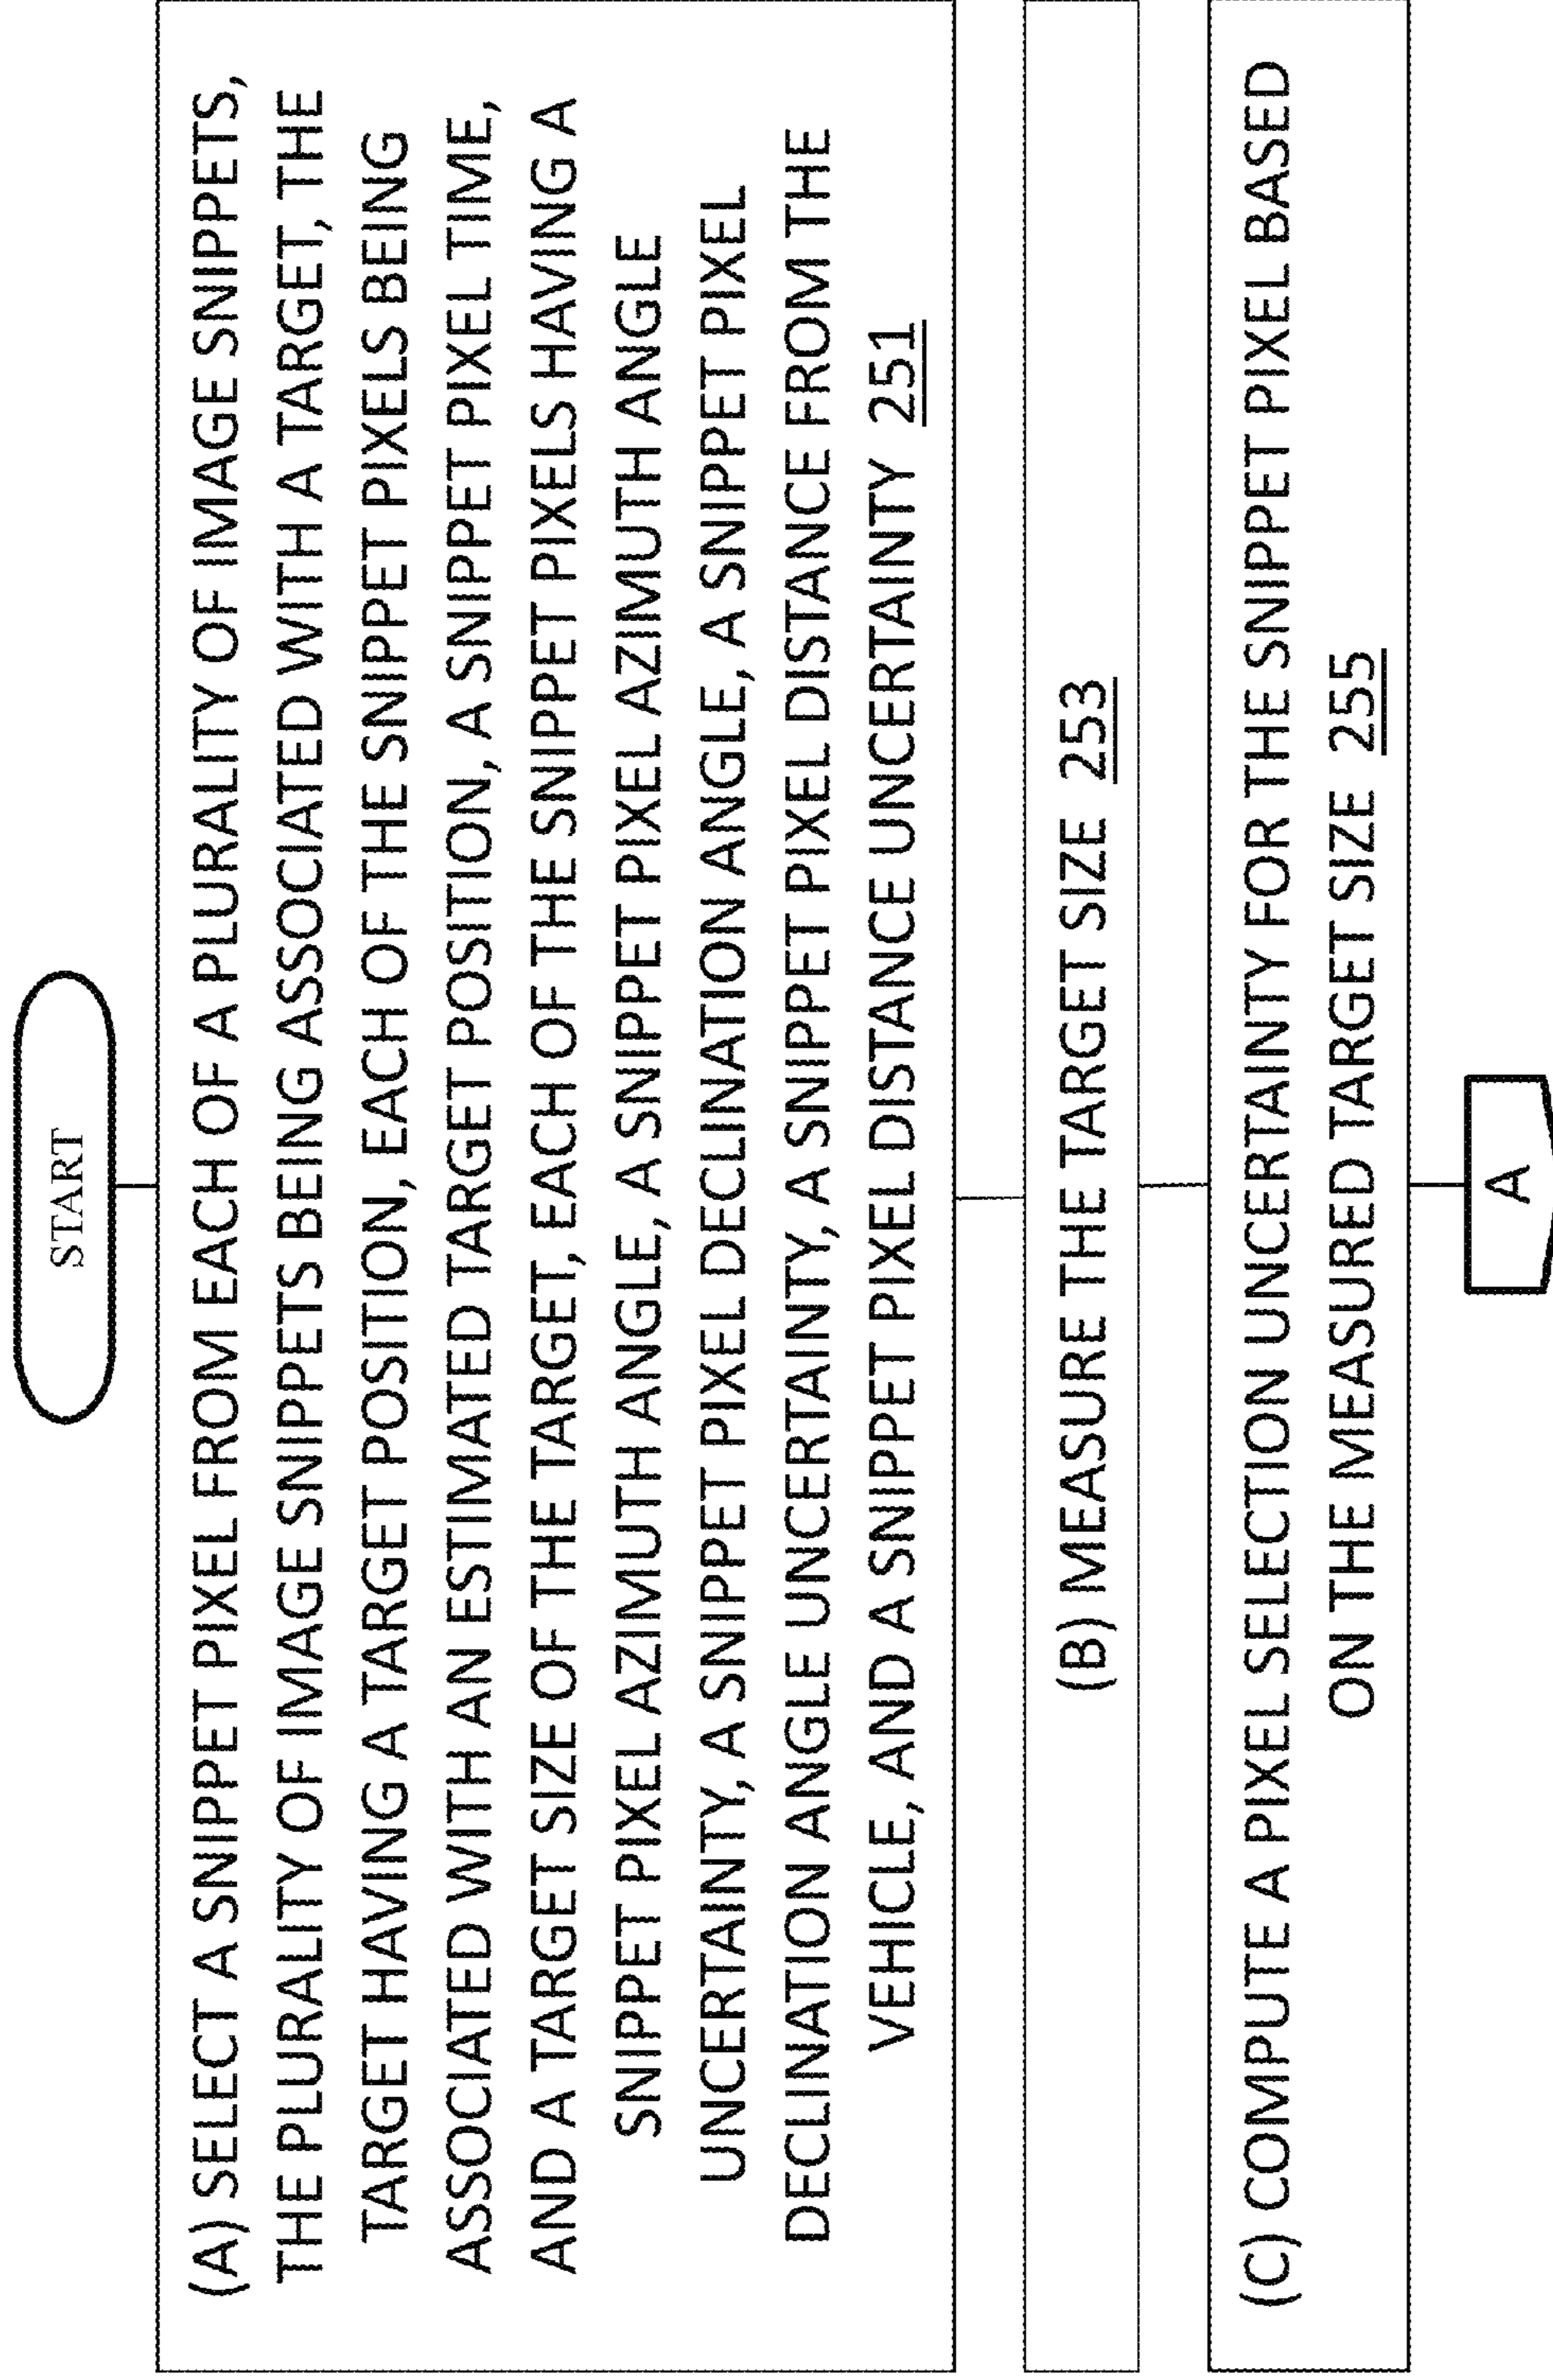 START
(A) SELECT A SNIPPET PIXEL FROM EACH OF A PLURALITY OF IMAGE SNIPPETS,
THE PLURALITY OF IMAGE SNIPPETS BEING ASSOCIATED WITH A TARGET, THE
TARGET HAVING A TARGET POSITION, EACH OF THE SNIPPET PIXELS BEING
ASSOCIATED WITH AN ESTIMATED TARGET POSITION, A SNIPPET PIXEL TIME,
AND A TARGET SIZE OF THE TARGET, EACH OF THE SNIPPET PIXELS HAVING A
SNIPPET PIXEL AZIMUTH ANGLE, A SNIPPET PIXEL AZIMUTH ANGLE
UNCERTAINTY, A SNIPPET PIXEL DECLINATION ANGLE, A SNIPPET PIXEL
DECLINATION ANGLE UNCERTAINTY, A SNIPPET PIXEL DISTANCE FROM THE
VEHICLE, AND A SNIPPET PIXEL DISTANCE UNCERTAINTY 251
(B) MEASURE THE TARGET SIZE 253
(C) COMPUTE A PIXEL SELECTION UNCERTAINTY FOR THE SNIPPET PIXEL BASED
ON THE MEASURED TARGET SIZE 255
A